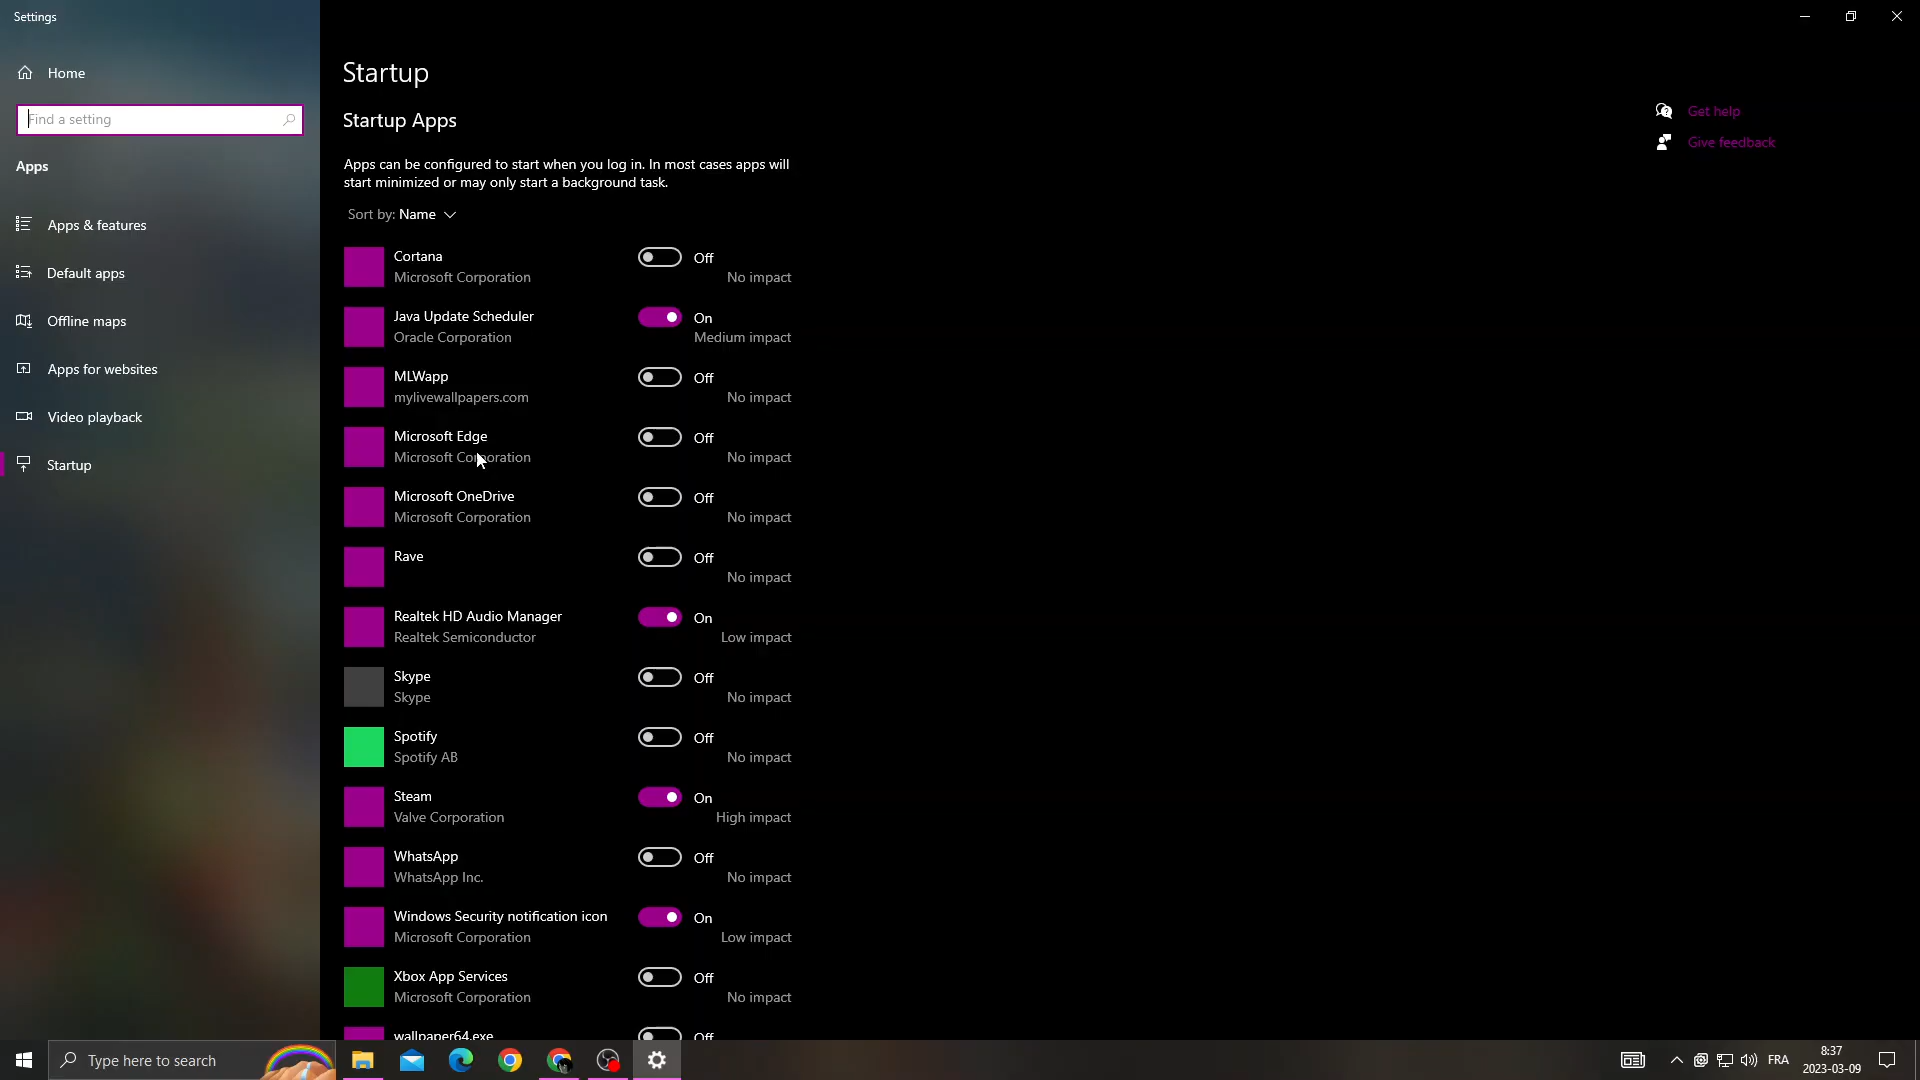 Settings
Home
Find a setting
Apps
Apps & features
Default apps
Offline maps
Apps for websites
Video playback
Startup
Startup
Startup Apps
Apps can be configured to start when you log in. In most cases apps will
start minimized or may only start a background task.
Sort by: Name
Cortana
Microsoft Corporation
Off
No impact
Java Update Scheduler
Oracle Corporation
On
Medium impact
MLWapp
mylivewallpapers.com
Off
No impact
Microsoft Edge
Microsoft Corporation
Off
No impact
Microsoft OneDrive
Microsoft Corporation
Off
No impact
Rave
Off
No impact
Realtek HD Audio Manager
Realtek Semiconductor
On
Low impact
Skype
Skype
Off
No impact
Spotify
Spotify AB
Off
No impact
Steam
Valve Corporation
On
High impact
WhatsApp
WhatsApp Inc.
Off
No impact
Windows Security notification icon
Microsoft Corporation
On
Low impact
Xbox App Services
Microsoft Corporation
Off
No impact
wallpaper64.exe
Off
Get help
Give feedback
Type here to search
FRA
8:37
2023-03-09